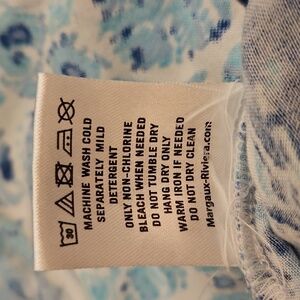 30
MACHINE WASH COLD
SEPARATELY MILD
DETERGENT
ONLY NON-CHLORINE
BLEACH WHEN NEEDED
DO NOT TUMBLE DRY
HANG DRY ONLY
WARM IRON IF NEEDED
DO NOT DRY CLEAN
Margaux-Riviera.com